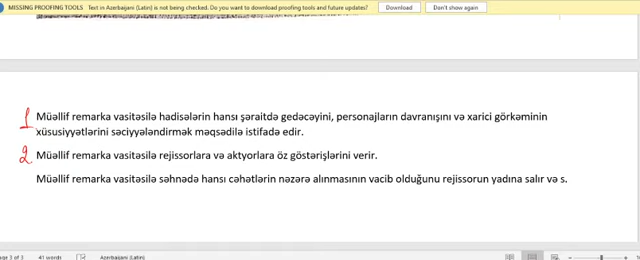 MISSING PROOFING TOOLS Text in Azerbaijani (Latin) is not being checked. Do you want to download proofing tools and future updates? Download Don't show again
1 Müəllif remarka vasitəsilə hadisələrin hansı şəraitdə gedəcəyini, personajların davranışını və xarici görkəminin
xüsusiyyətlərini səciyyələndirmək məqsədilə istifadə edir.
2 Müəllif remarka vasitəsilə rejissorlara və aktyorlara öz göstərişlərini verir.
Müəllif remarka vasitəsilə səhnədə hansı cəhətlərin nəzərə alınmasının vacib olduğunu rejissorun yadına salır və s.
age 3 of 3 41 words Azerbaijani (Latin)